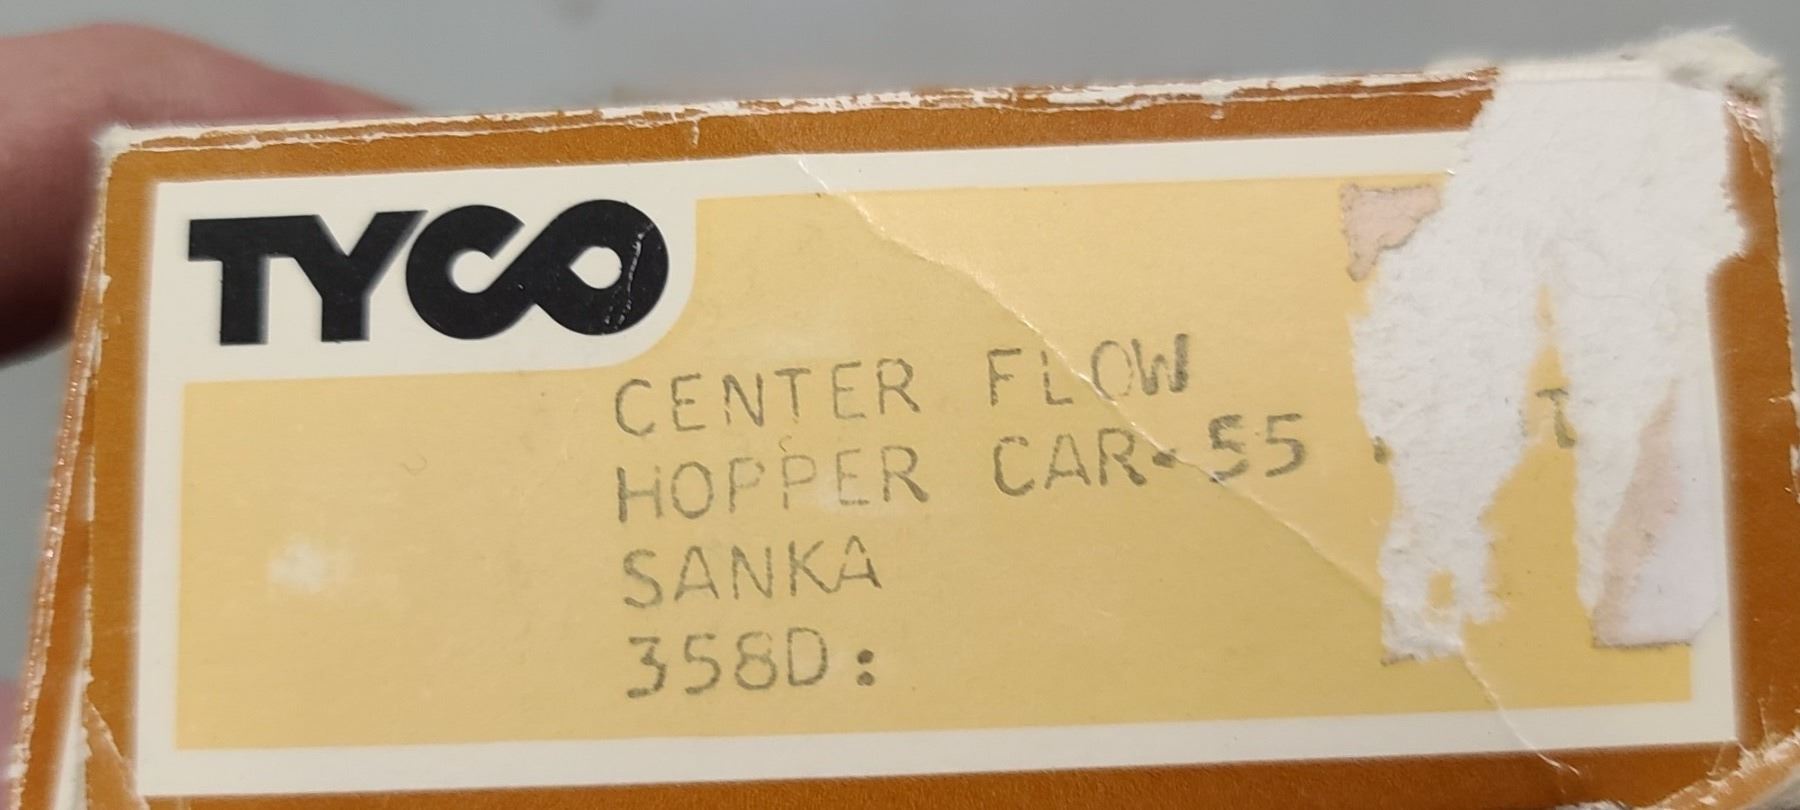 TYCO
CENTER FLOW
HOPPER CAR•55
SANKA
358D: